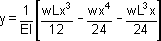 y = 1/EI [ wLx³/12 − wx⁴/24 − wL³x/24 ]